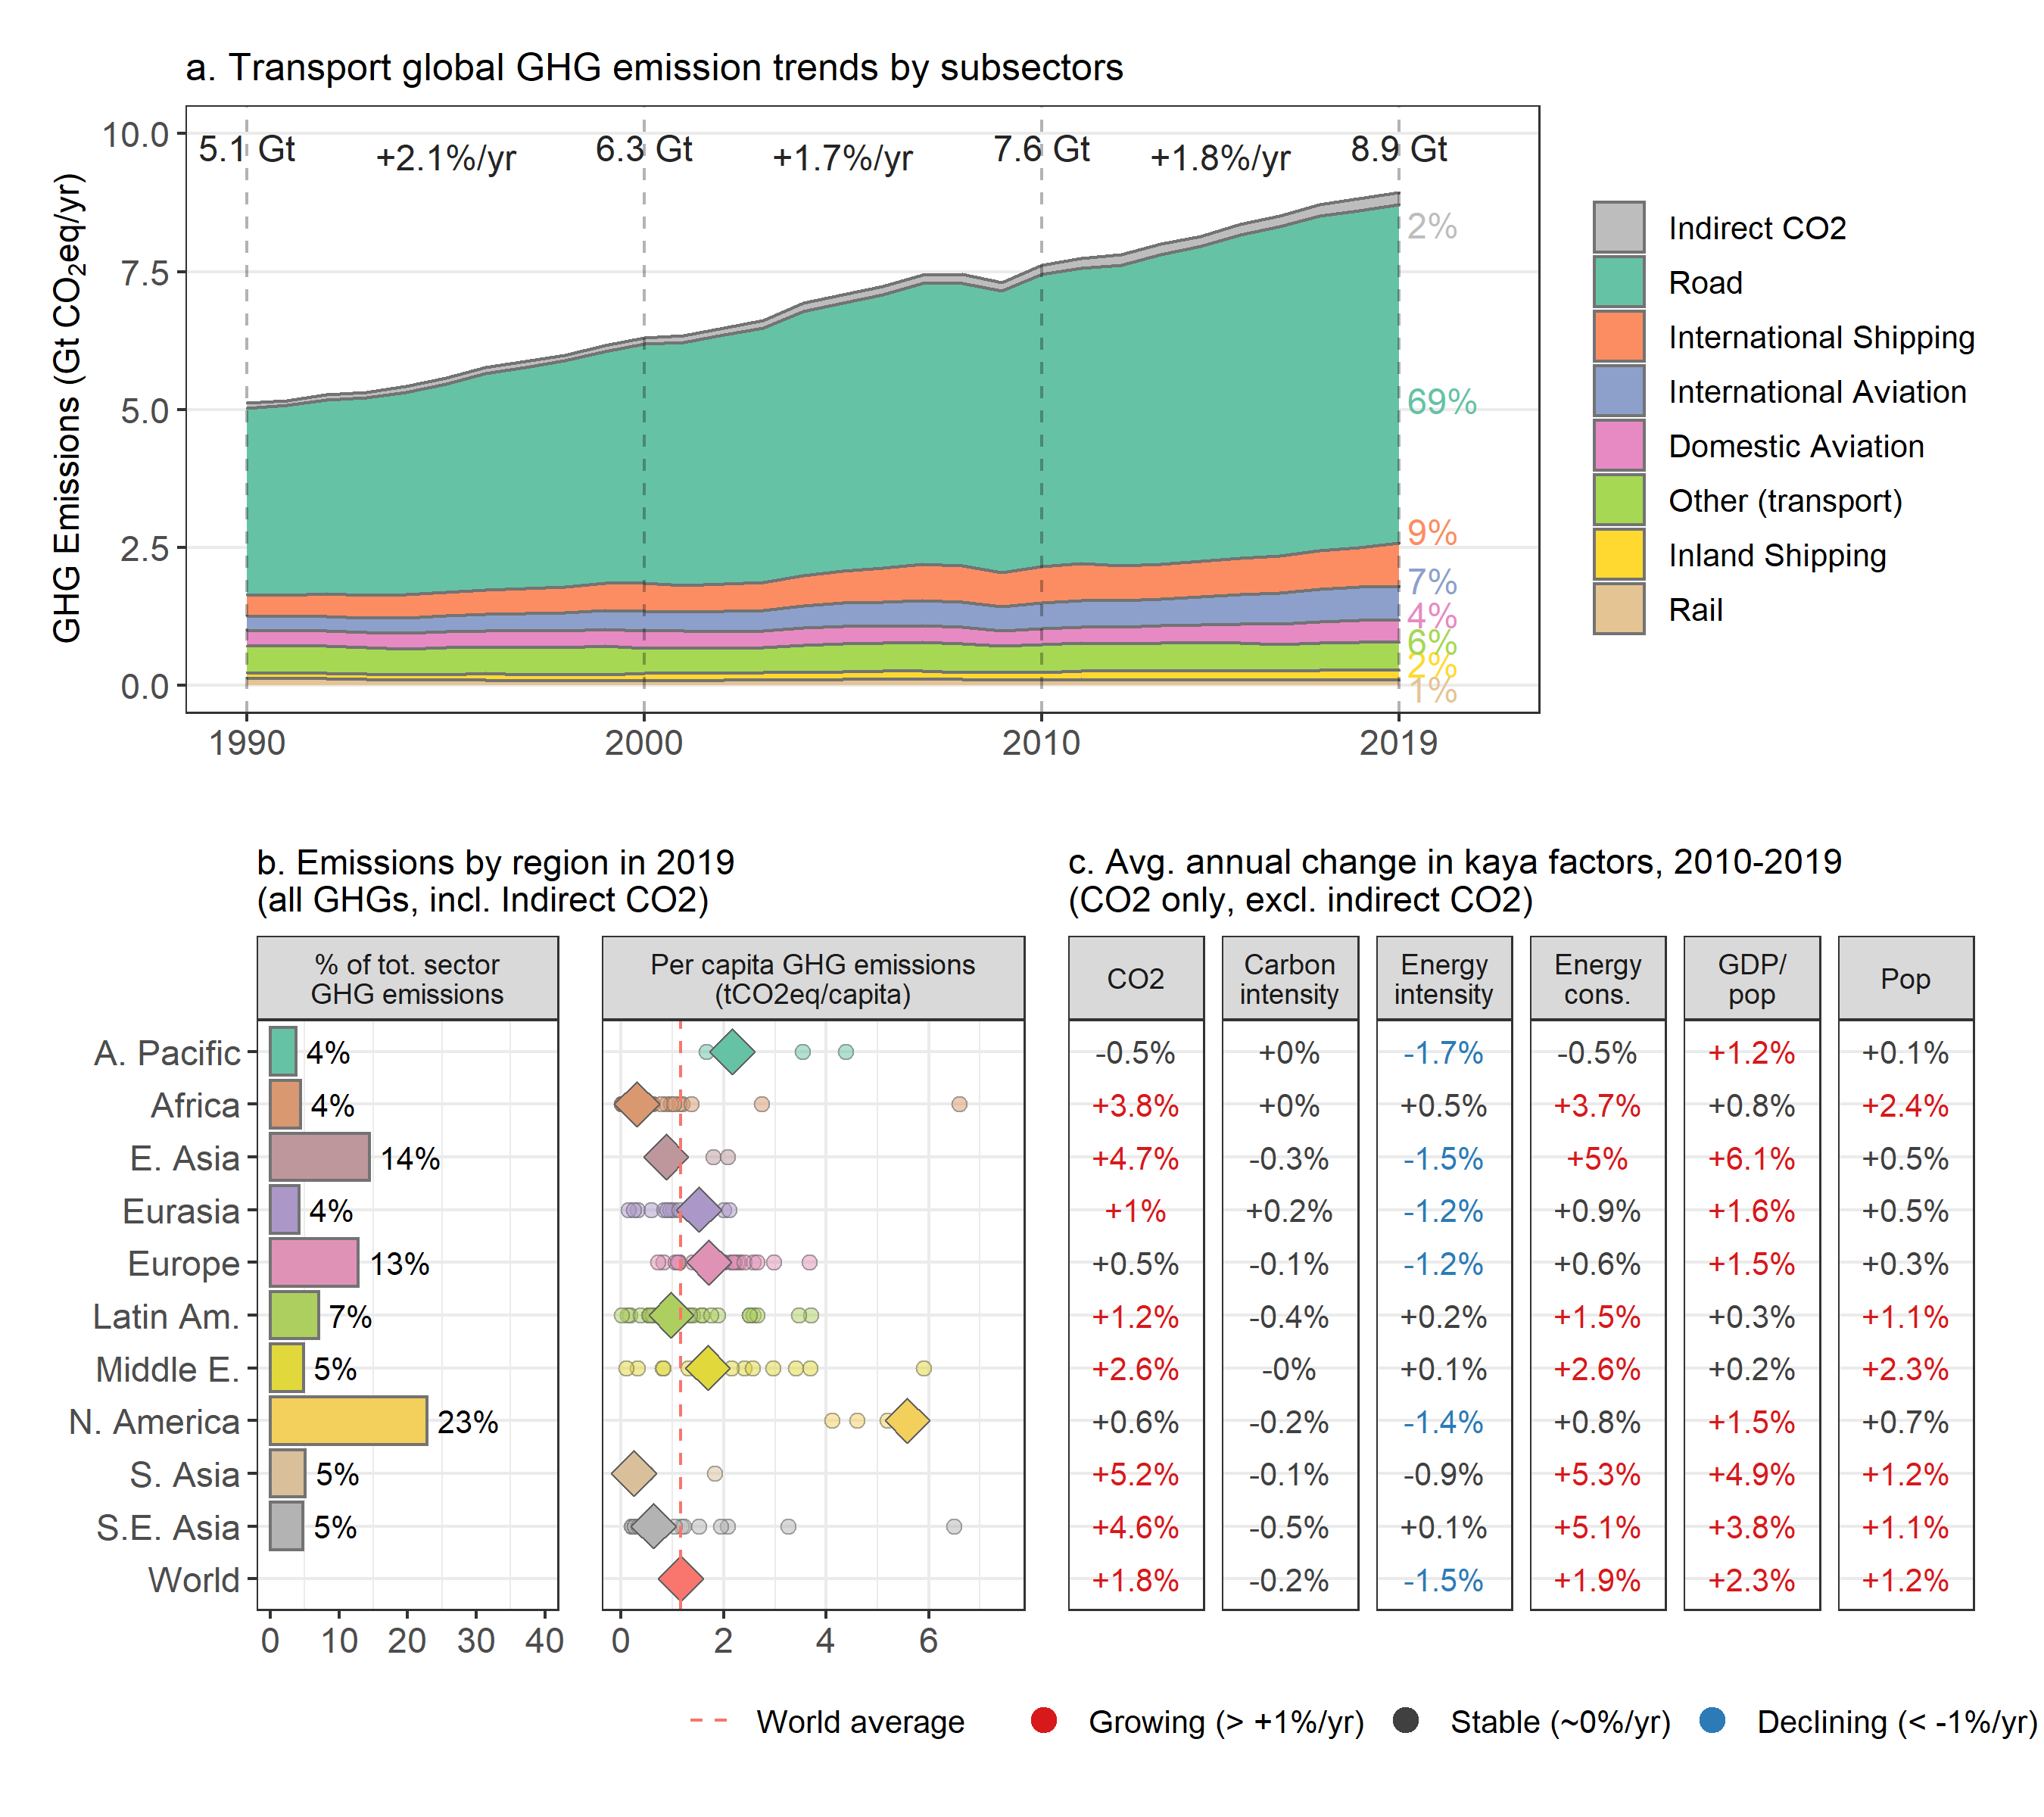 a. Transport global GHG emission trends by subsectors
GHG Emissions (Gt CO₂eq/yr)
10.0
7.5
5.0
2.5
0.0
5.1 Gt
+2.1%/yr
6.3 Gt
+1.7%/yr
7.6 Gt
+1.8%/yr
8.9 Gt
2%
69%
9%
7%
4%
6%
2%
1%
1990
2000
2010
2019
Indirect CO2
Road
International Shipping
International Aviation
Domestic Aviation
Other (transport)
Inland Shipping
Rail
b. Emissions by region in 2019
(all GHGs, incl. Indirect CO2)
% of tot. sector
GHG emissions
Per capita GHG emissions
(tCO2eq/capita)
c. Avg. annual change in kaya factors, 2010-2019
(CO2 only, excl. indirect CO2)
CO2
Carbon
intensity
Energy
intensity
Energy
cons.
GDP/
pop
Pop
A. Pacific 4% -0.5% +0% -1.7% -0.5% +1.2% +0.1%
Africa 4% +3.8% +0% +0.5% +3.7% +0.8% +2.4%
E. Asia 14% +4.7% -0.3% -1.5% +5% +6.1% +0.5%
Eurasia 4% +1% +0.2% -1.2% +0.9% +1.6% +0.5%
Europe 13% +0.5% -0.1% -1.2% +0.6% +1.5% +0.3%
Latin Am. 7% +1.2% -0.4% +0.2% +1.5% +0.3% +1.1%
Middle E. 5% +2.6% -0% +0.1% +2.6% +0.2% +2.3%
N. America 23% +0.6% -0.2% -1.4% +0.8% +1.5% +0.7%
S. Asia 5% +5.2% -0.1% -0.9% +5.3% +4.9% +1.2%
S.E. Asia 5% +4.6% -0.5% +0.1% +5.1% +3.8% +1.1%
World +1.8% -0.2% -1.5% +1.9% +2.3% +1.2%
0 10 20 30 40
0 2 4 6
World average
Growing (> +1%/yr)
Stable (~0%/yr)
Declining (< -1%/yr)